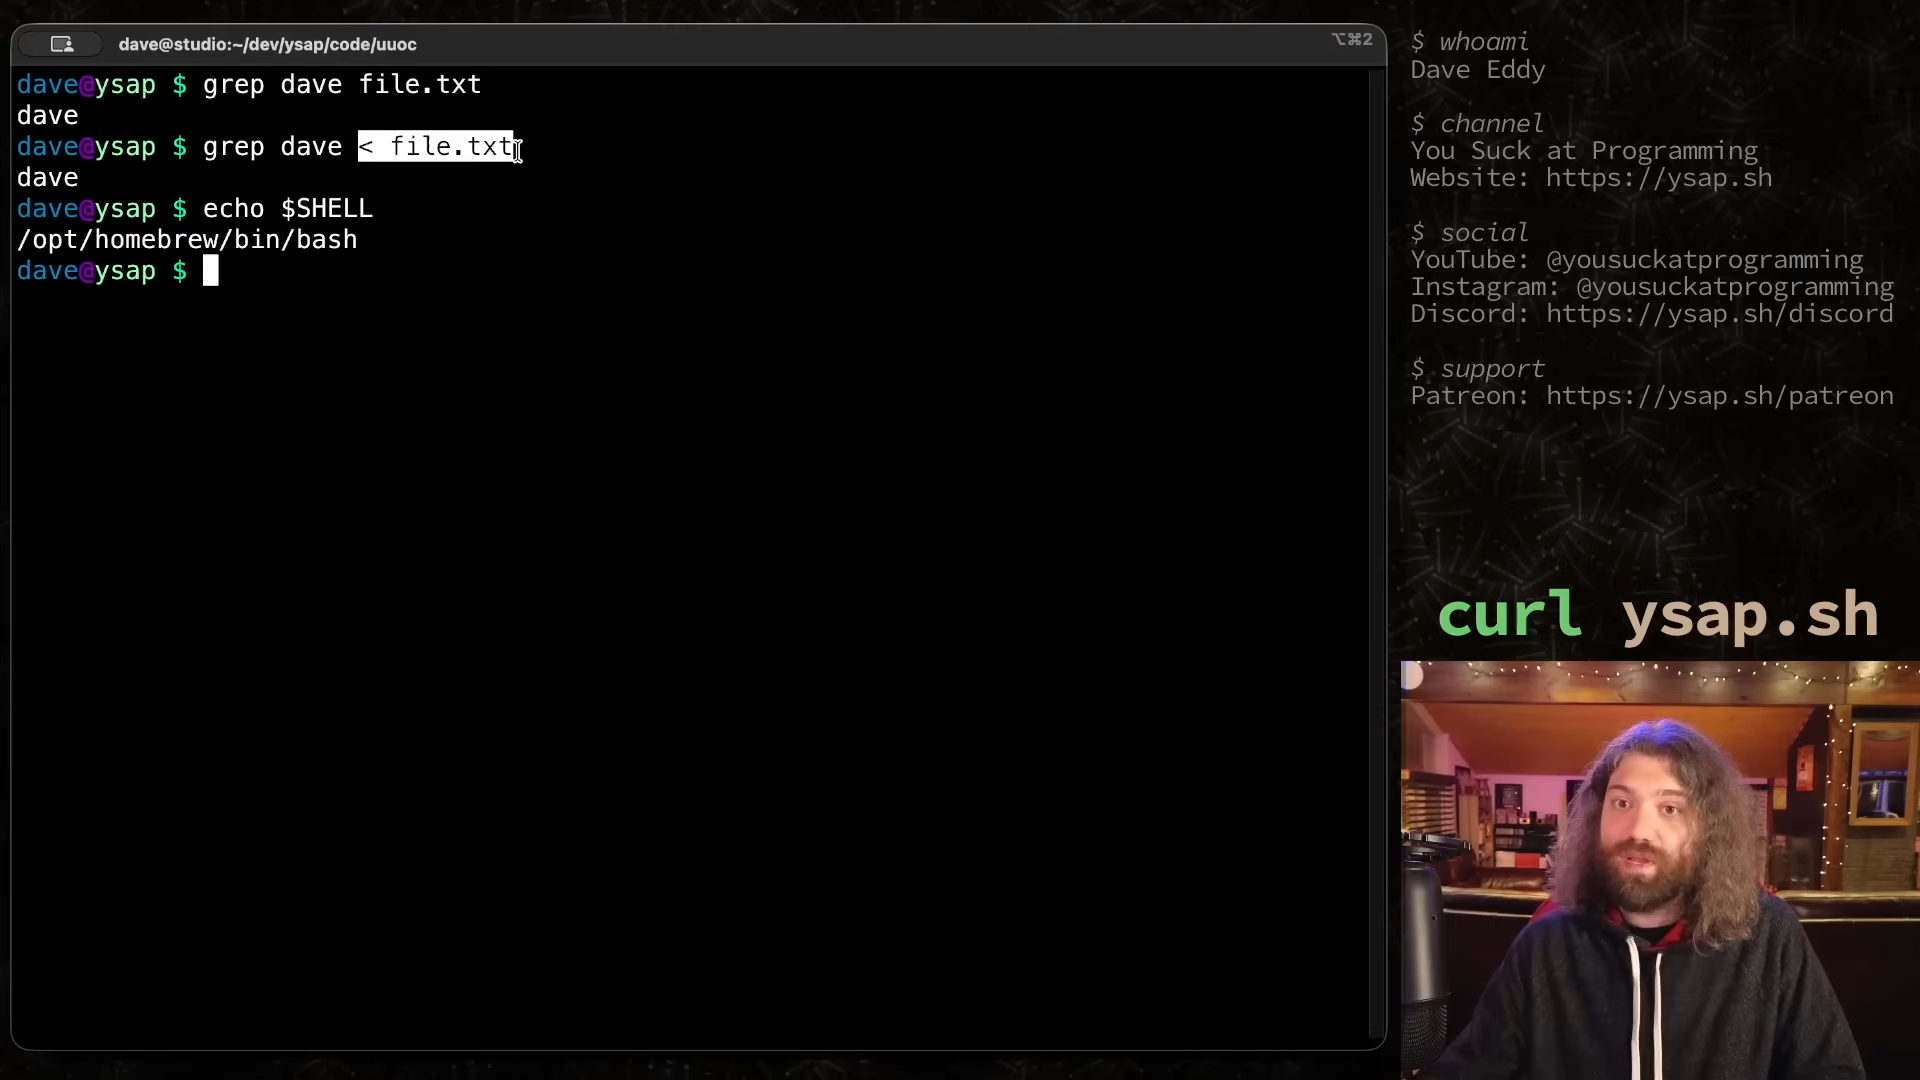 dave@studio:~/dev/ysap/code/uuoc
⌥⌘2
dave@ysap $ grep dave file.txt
dave
dave@ysap $ grep dave < file.txt
dave
dave@ysap $ echo $SHELL
/opt/homebrew/bin/bash
dave@ysap $
$ whoami
Dave Eddy
$ channel
You Suck at Programming
Website: https://ysap.sh
$ social
YouTube: @yousuckatprogramming
Instagram: @yousuckatprogramming
Discord: https://ysap.sh/discord
$ support
Patreon: https://ysap.sh/patreon
curl ysap.sh